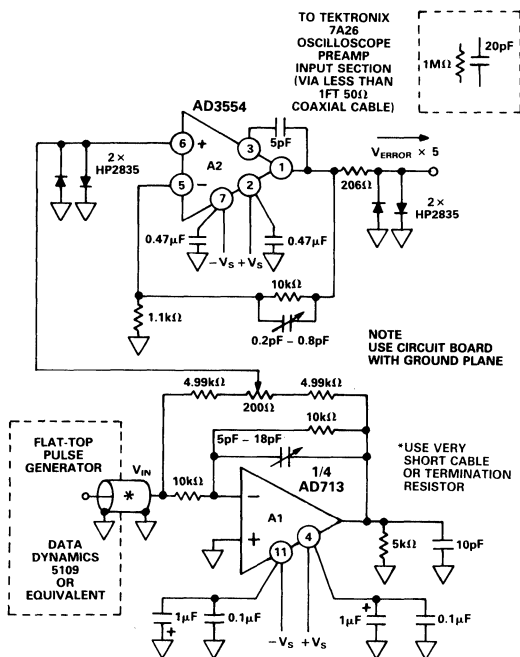 TO TEKTRONIX
7A26
OSCILLOSCOPE
PREAMP
INPUT SECTION
(VIA LESS THAN
1FT 50Ω
COAXIAL CABLE)
1MΩ
20pF
AD3554
5pF
6
+
3
A2
1
5
–
2
7
2 ×
HP2835
VERROR × 5
206Ω
2 ×
HP2835
0.47μF
–VS
+VS
0.47μF
10kΩ
1.1kΩ
0.2pF – 0.8pF
NOTE
USE CIRCUIT BOARD
WITH GROUND PLANE
4.99kΩ
4.99kΩ
200Ω
10kΩ
5pF – 18pF
FLAT-TOP
PULSE
GENERATOR
VIN
*
10kΩ
1/4
AD713
*USE VERY
SHORT CABLE
OR TERMINATION
RESISTOR
–
A1
+
4
11
DATA
DYNAMICS
5109
OR
EQUIVALENT
5kΩ
10pF
1μF
+
0.1μF
–VS
+VS
+
1μF
0.1μF